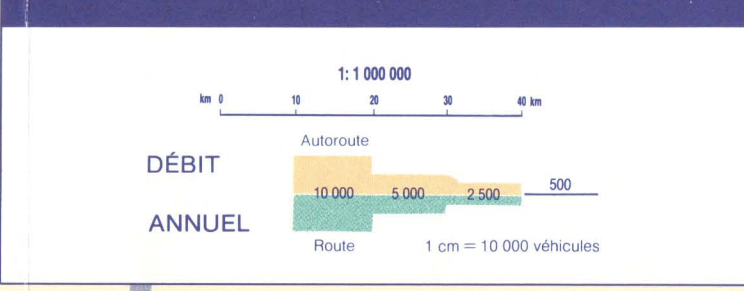 1: 1 000 000
km 0 10 20 30 40 km
Autoroute
DÉBIT
10 000 5 000 2 500 500
ANNUEL
Route 1 cm = 10 000 véhicules